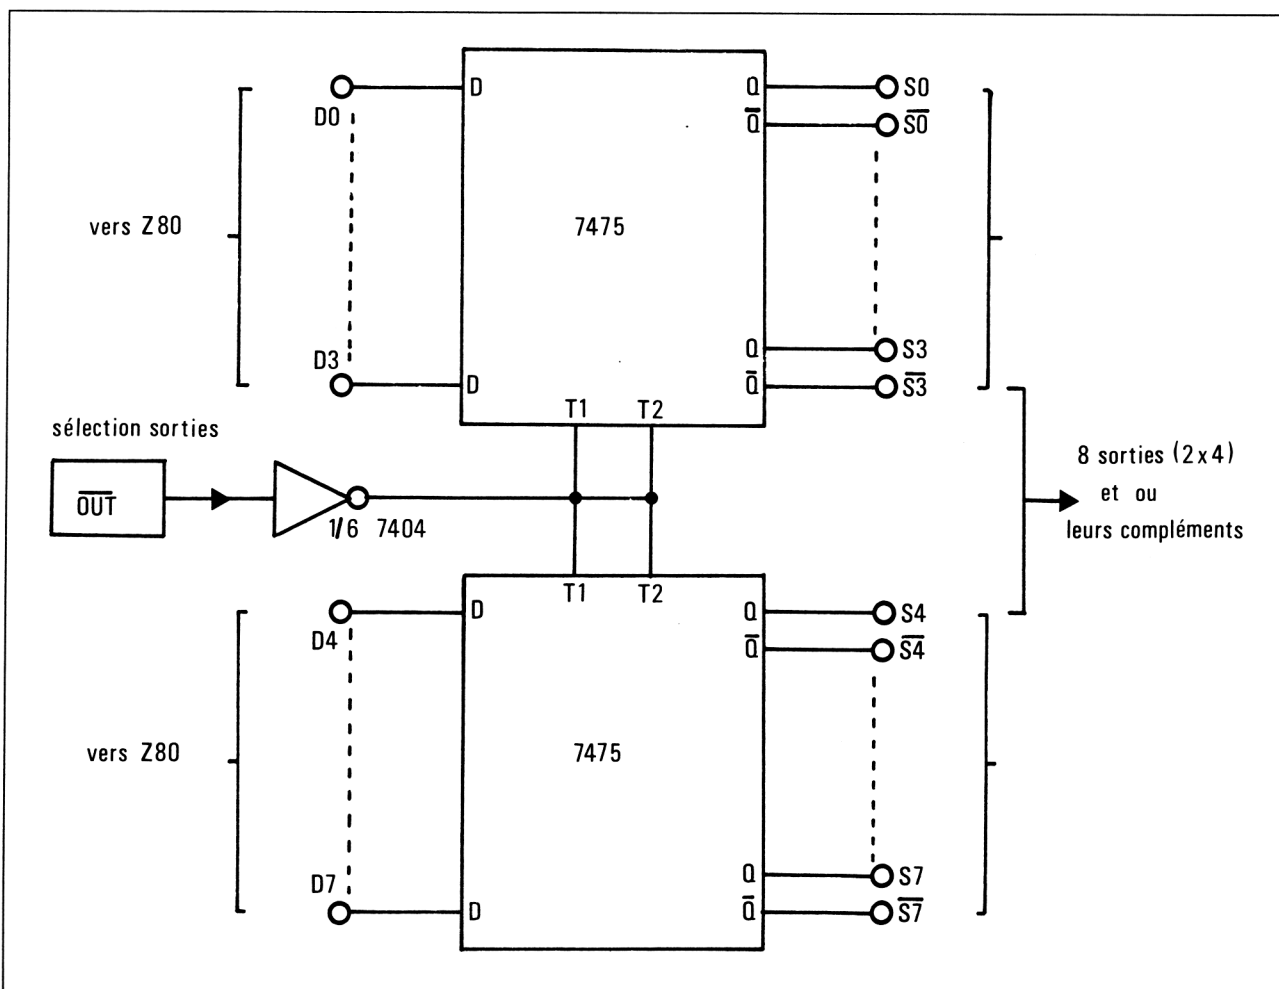 D Q S0
D0 Q̅ S̅0̅
vers Z80
7475
D3 Q S3
D Q̅ S̅3̅
T1 T2
sélection sorties
O̅U̅T̅
1/6 7404
8 sorties (2x4)
et ou
leurs compléments
T1 T2
D Q S4
D4 Q̅ S̅4̅
vers Z80
7475
D7 Q S7
D Q̅ S̅7̅